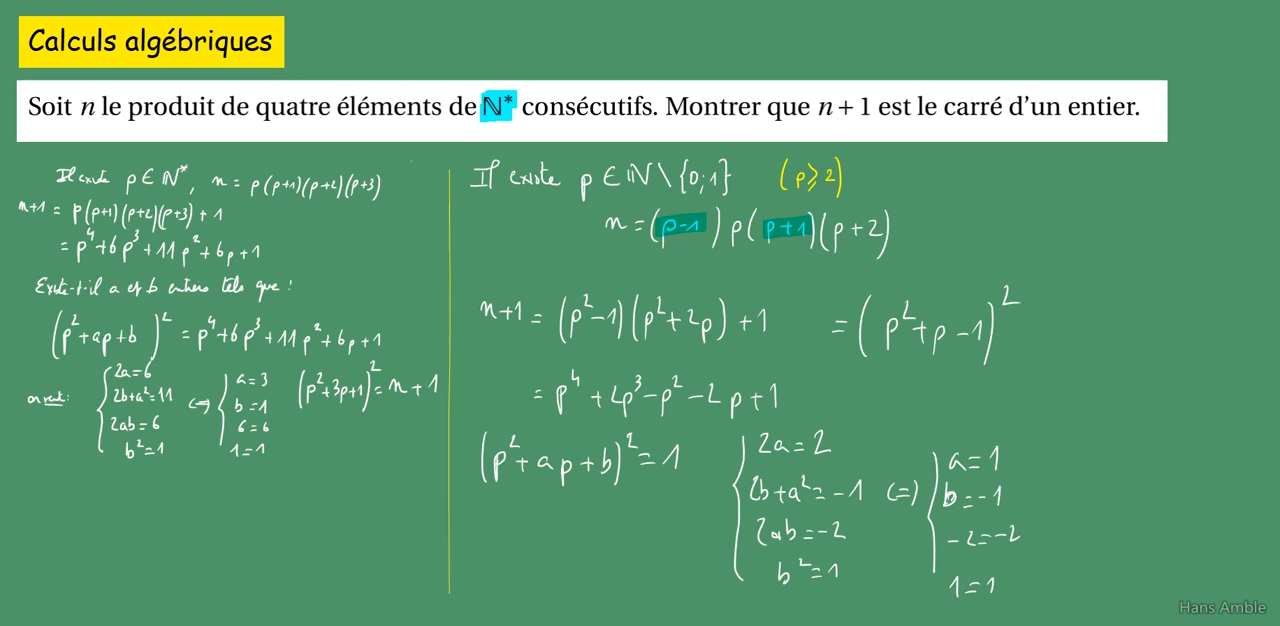 Calculs algébriques
Soit n le produit de quatre éléments de ℕ* consécutifs. Montrer que n + 1 est le carré d'un entier.
Il existe p ∈ ℕ*, n = p(p+1)(p+2)(p+3)
n+1 = p(p+1)(p+2)(p+3) + 1
= p⁴+6p³+11p²+6p+1
Existe-t-il a et b entiers tels que :
(p²+ap+b)² = p⁴+6p³+11p²+6p+1
on veut : { 2a=6 ⇔ { a=3 (p²+3p+1)² = n+1
2b+a²=11 b=1
2ab=6 6=6
b²=1 1=1
Il existe p ∈ ℕ \ {0;1} (p⩾2)
n = (p-1)p(p+1)(p+2)
n+1 = (p²-1)(p²+2p)+1 = (p²+p-1)²
= p⁴+2p³-p²-2p+1
(p²+ap+b)²=1 { 2a=2 { a=1
2b+a²=-1 ⇔ b=-1
2ab=-2 -2=-2
b²=1 1=1
Hans Amble